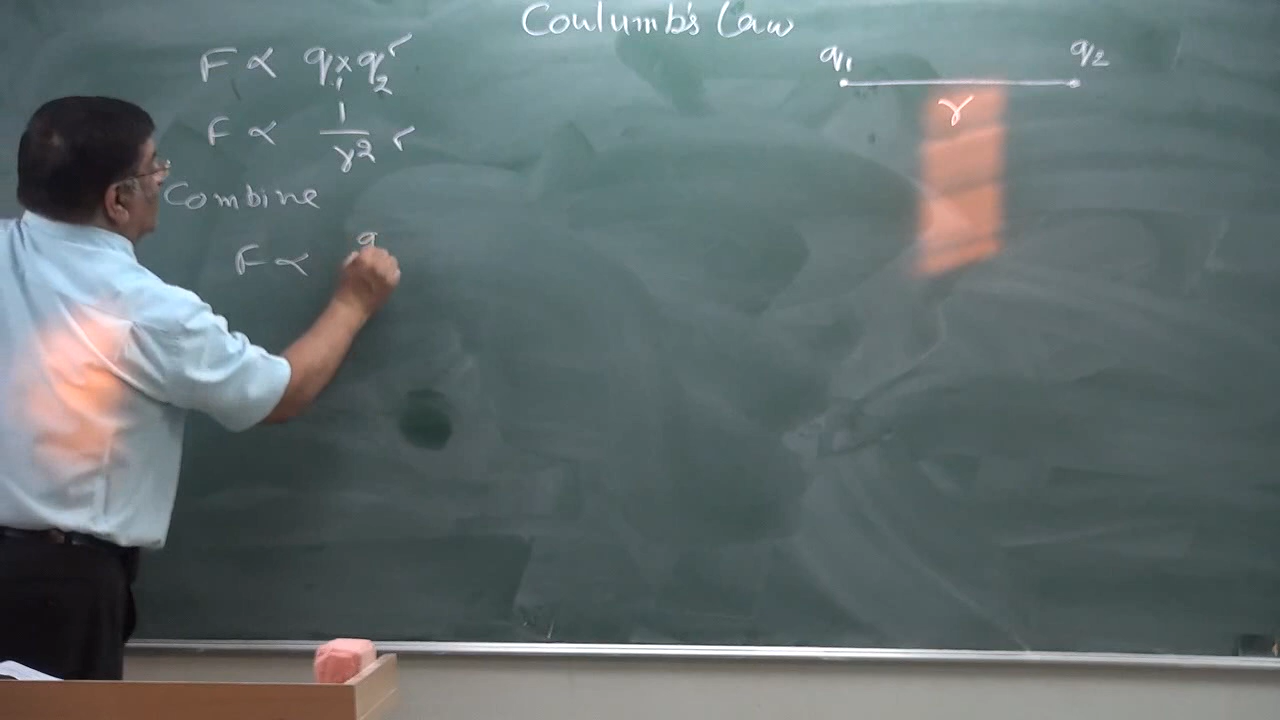 Coulumb's Law
F ∝ q₁ × q₂ ✓
F ∝ 1/r² ✓
Combine
F ∝ q
q₁ q₂
r